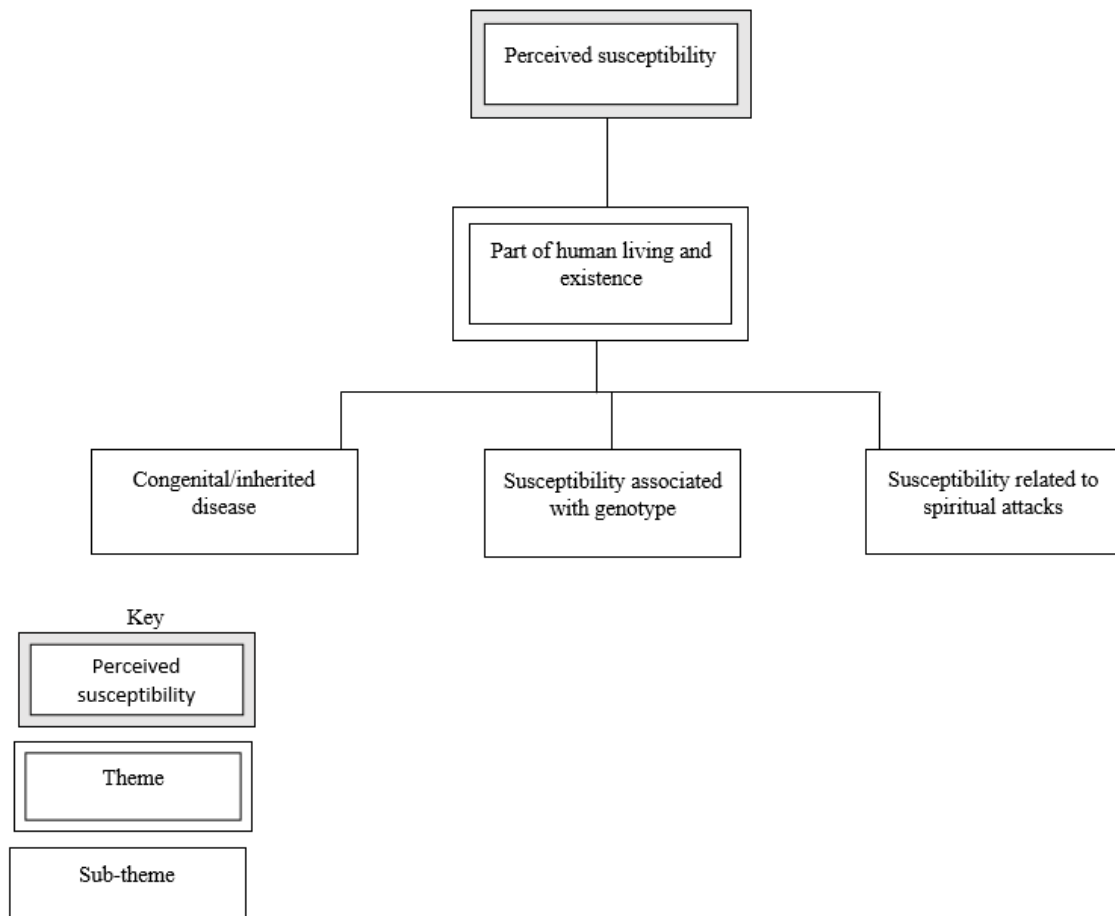 Perceived susceptibility
Part of human living and
existence
Congenital/inherited
disease
Susceptibility associated
with genotype
Susceptibility related to
spiritual attacks
Key
Perceived
susceptibility
Theme
Sub-theme